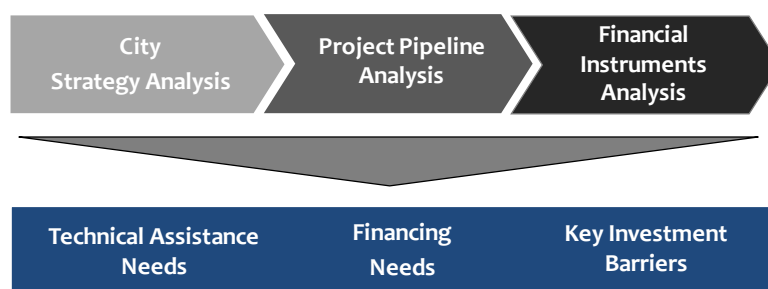 City
Strategy Analysis
Project Pipeline
Analysis
Financial
Instruments
Analysis
Technical Assistance
Needs
Financing
Needs
Key Investment
Barriers